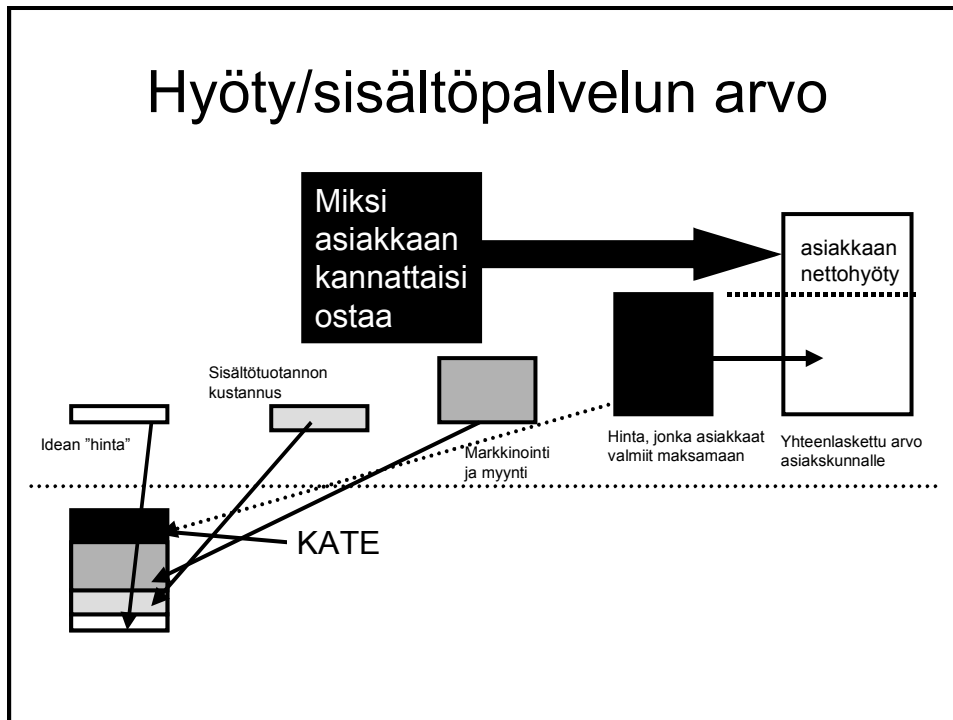 Hyöty/sisältöpalvelun arvo
Miksi
asiakkaan
kannattaisi
ostaa
asiakkaan
nettohyöty
Sisältötuotannon
kustannus
Idean ”hinta”
Markkinointi
ja myynti
Hinta, jonka asiakkaat
valmiit maksamaan
Yhteenlaskettu arvo
asiakskunnalle
KATE